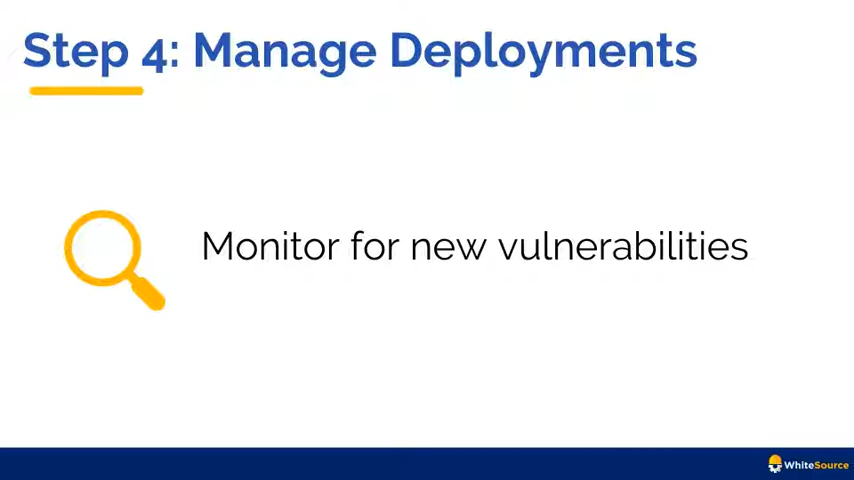 Step 4: Manage Deployments
Monitor for new vulnerabilities
WhiteSource